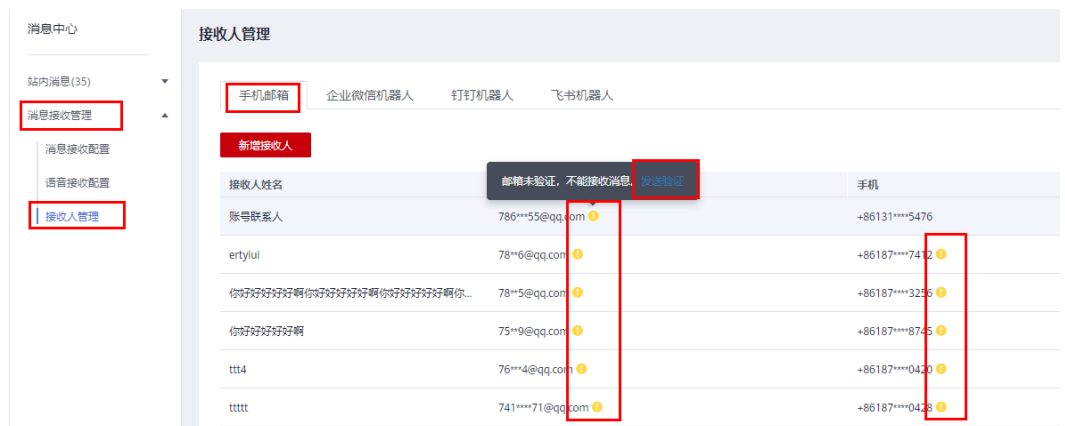 消息中心
站内消息(35)
消息接收管理
消息接收配置
语音接收配置
接收人管理
接收人管理
手机邮箱 企业微信机器人 钉钉机器人 飞书机器人
新增接收人
邮箱未验证，不能接收消息, 发送验证
接收人姓名 手机
账号联系人 786***55@qq.com +86131****5476
ertyiui 78**6@qq.com +86187****7412
你好好好好好啊你好好好好好啊你好好好好好啊你... 78**5@qq.com +86187****3256
你好好好好好啊 75**9@qq.com +86187****8745
ttt4 76***4@qq.com +86187****0420
ttttt 741****71@qq.com +86187****0428